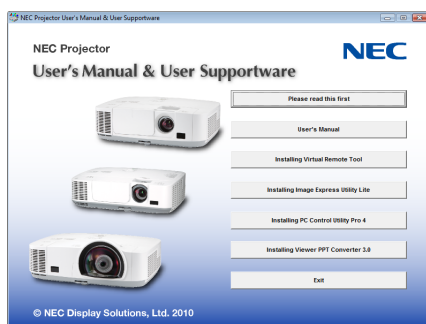 NEC Projector User's Manual & User Supportware
NEC Projector
NEC
User's Manual & User Supportware
Please read this first
User's Manual
Installing Virtual Remote Tool
Installing Image Express Utility Lite
Installing PC Control Utility Pro 4
Installing Viewer PPT Converter 3.0
Exit
© NEC Display Solutions, Ltd. 2010